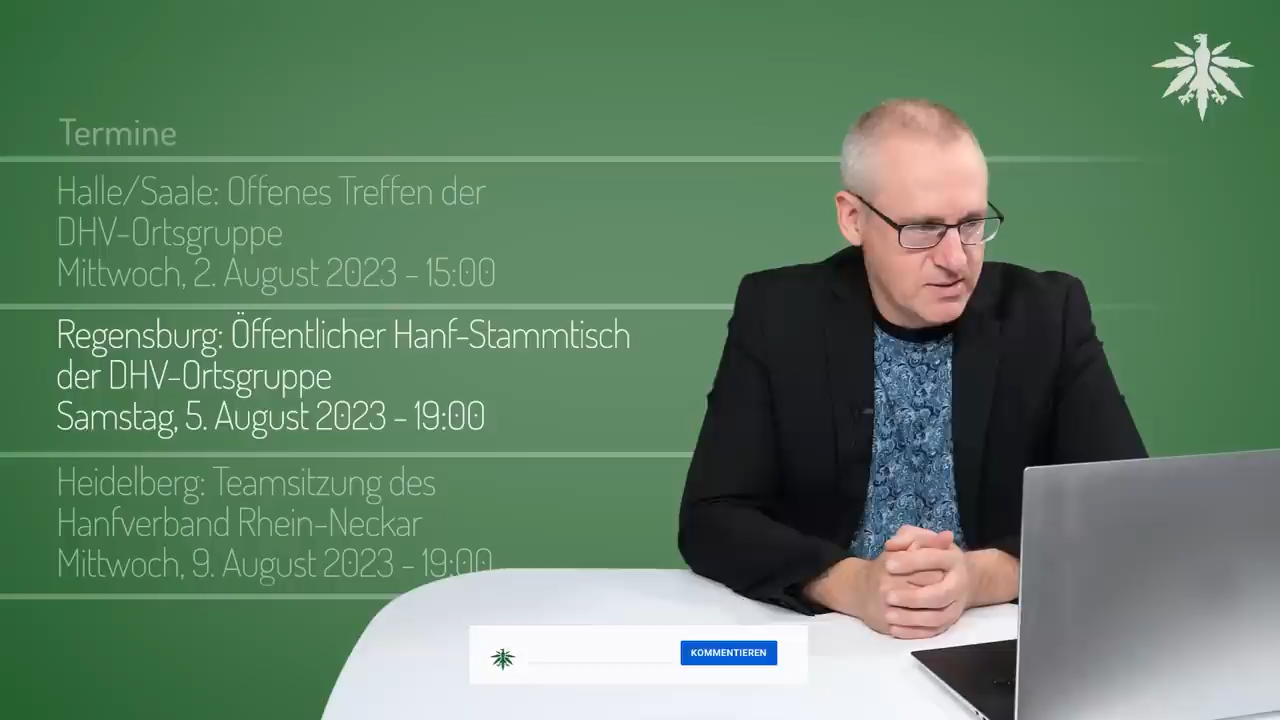 Termine
Halle/Saale: Offenes Treffen der
DHV-Ortsgruppe
Mittwoch, 2. August 2023 - 15:00
Regensburg: Öffentlicher Hanf-Stammtisch
der DHV-Ortsgruppe
Samstag, 5. August 2023 - 19:00
Heidelberg: Teamsitzung des
Hanfverband Rhein-Neckar
Mittwoch, 9. August 2023 - 19:00
KOMMENTIEREN